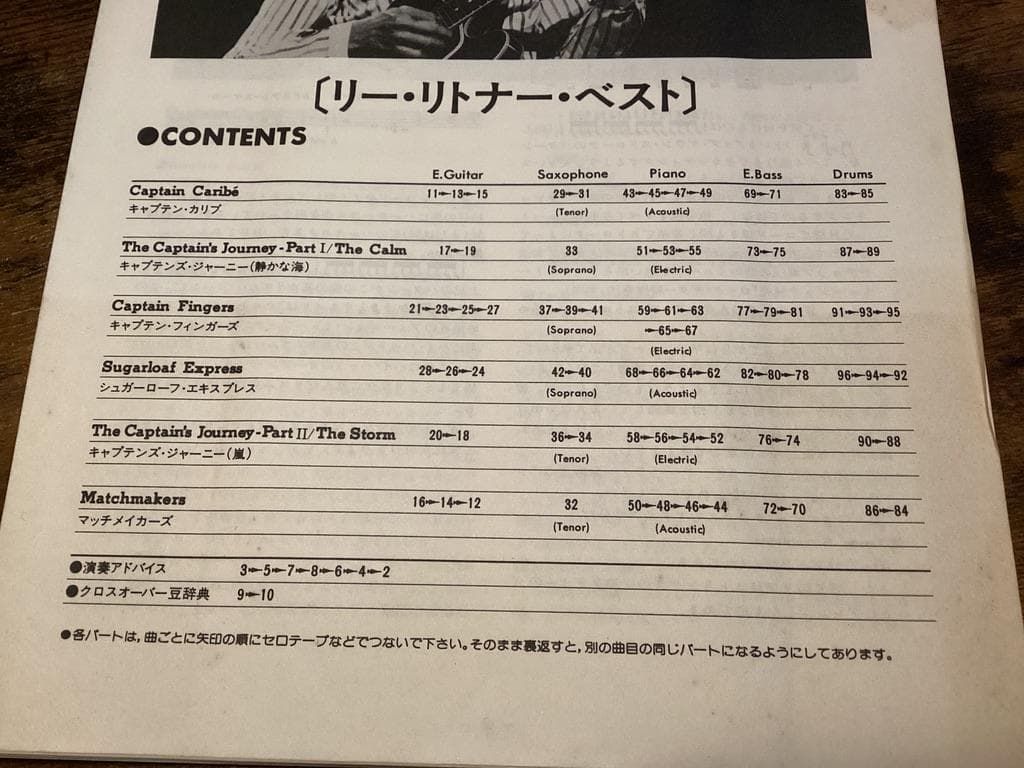 〔リー・リトナー・ベスト〕
●CONTENTS
E.Guitar Saxophone Piano E.Bass Drums
Captain Caribé 11➛13➛15 29➛31 43➛45➛47➛49 69➛71 83➛85
キャプテン・カリブ (Tenor) (Acoustic)
The Captain's Journey-Part I/The Calm 17➛19 33 51➛53➛55 73➛75 87➛89
キャプテンズ・ジャーニー(静かな海) (Soprano) (Electric)
Captain Fingers 21➛23➛25➛27 37➛39➛41 59➛61➛63 77➛79➛81 91➛93➛95
キャプテン・フィンガーズ (Soprano) ➛65➛67
(Electric)
Sugarloaf Express 28➛26➛24 42➛40 68➛66➛64➛62 82➛80➛78 96➛94➛92
シュガーローフ・エキスプレス (Soprano) (Acoustic)
The Captain's Journey-Part II/The Storm 20➛18 36➛34 58➛56➛54➛52 76➛74 90➛88
キャプテンズ・ジャーニー(嵐) (Tenor) (Electric)
Matchmakers 16➛14➛12 32 50➛48➛46➛44 72➛70 86➛84
マッチメイカーズ (Tenor) (Acoustic)
●演奏アドバイス 3➛5➛7➛8➛6➛4➛2
●クロスオーバー豆辞典 9➛10
●各パートは,曲ごとに矢印の順にセロテープなどでつないで下さい。そのまま裏返すと,別の曲目の同じパートになるようにしてあります。